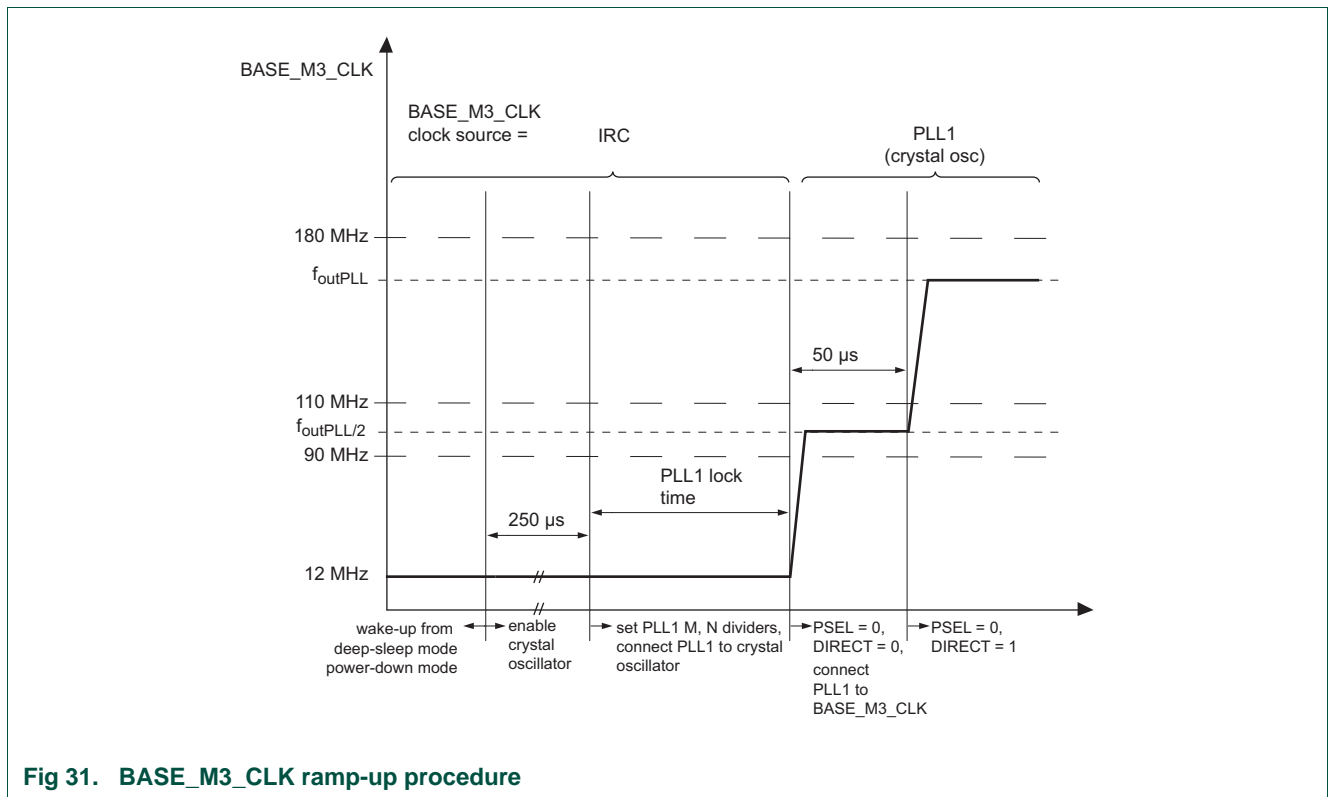 BASE_M3_CLK
BASE_M3_CLK
clock source =
IRC
PLL1
(crystal osc)
180 MHz
foutPLL
50 µs
110 MHz
foutPLL/2
90 MHz
PLL1 lock
time
250 µs
12 MHz
wake-up from
deep-sleep mode
power-down mode
enable
crystal
oscillator
set PLL1 M, N dividers,
connect PLL1 to crystal
oscillator
PSEL = 0,
DIRECT = 0,
connect
PLL1 to
BASE_M3_CLK
PSEL = 0,
DIRECT = 1
Fig 31. BASE_M3_CLK ramp-up procedure